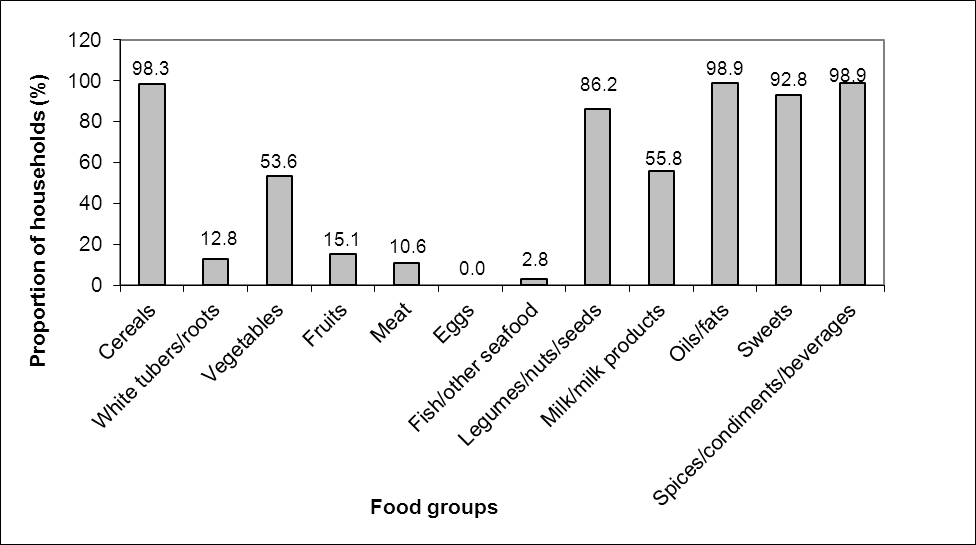 Proportion of households (%)
120
100
80
60
40
20
0
98.3
12.8
53.6
15.1
10.6
0.0
2.8
86.2
55.8
98.9
92.8
98.9
Cereals
White tubers/roots
Vegetables
Fruits
Meat
Eggs
Fish/other seafood
Legumes/nuts/seeds
Milk/milk products
Oils/fats
Sweets
Spices/condiments/beverages
Food groups